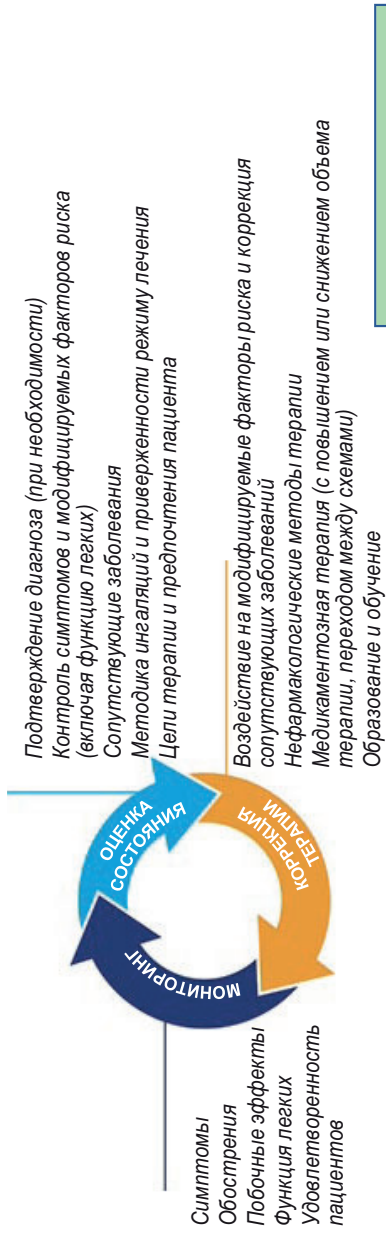 Подтверждение диагноза (при необходимости)
Контроль симптомов и модифицируемых факторов риска
(включая функцию легких)
Сопутствующие заболевания
Методика ингаляций и приверженности режиму лечения
Цели терапии и предпочтения пациента
ОЦЕНКА
СОСТОЯНИЯ
КОРРЕКЦИЯ
ТЕРАПИИ
МОНИТОРИНГ
Симптомы
Обострения
Побочные эффекты
Функция легких
Удовлетворенность
пациентов
Воздействие на модифицируемые факторы риска и коррекция
сопутствующих заболеваний
Нефармакологические методы терапии
Медикаментозная терапия (с повышением или снижением объема
терапии, переходом между схемами)
Образование и обучение